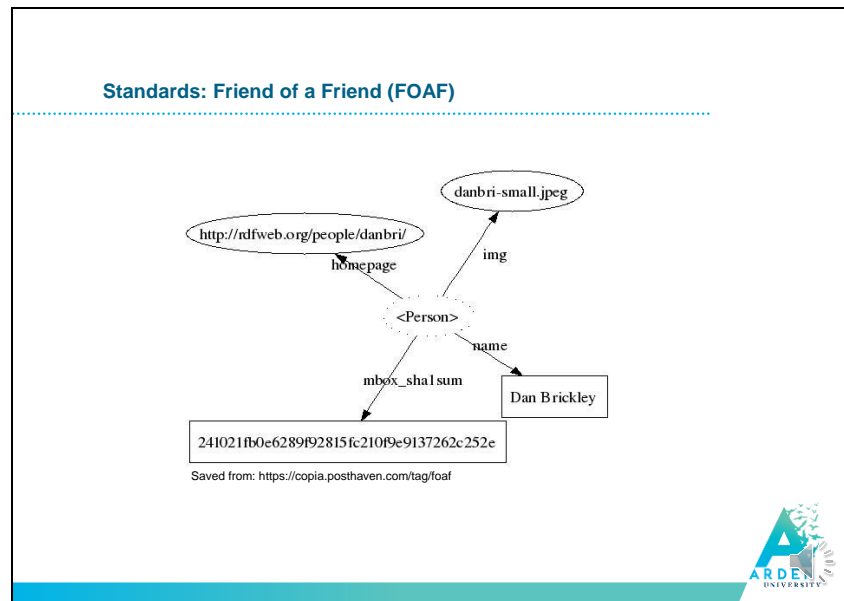 Standards: Friend of a Friend (FOAF)
danbri-small.jpeg
http://rdfweb.org/people/danbri/
homepage
img
<Person>
name
mbox_sha1sum
Dan Brickley
241021fb0e6289f92815fc210f9e9137262c252e
Saved from: https://copia.posthaven.com/tag/foaf
ARDEN
UNIVERSITY